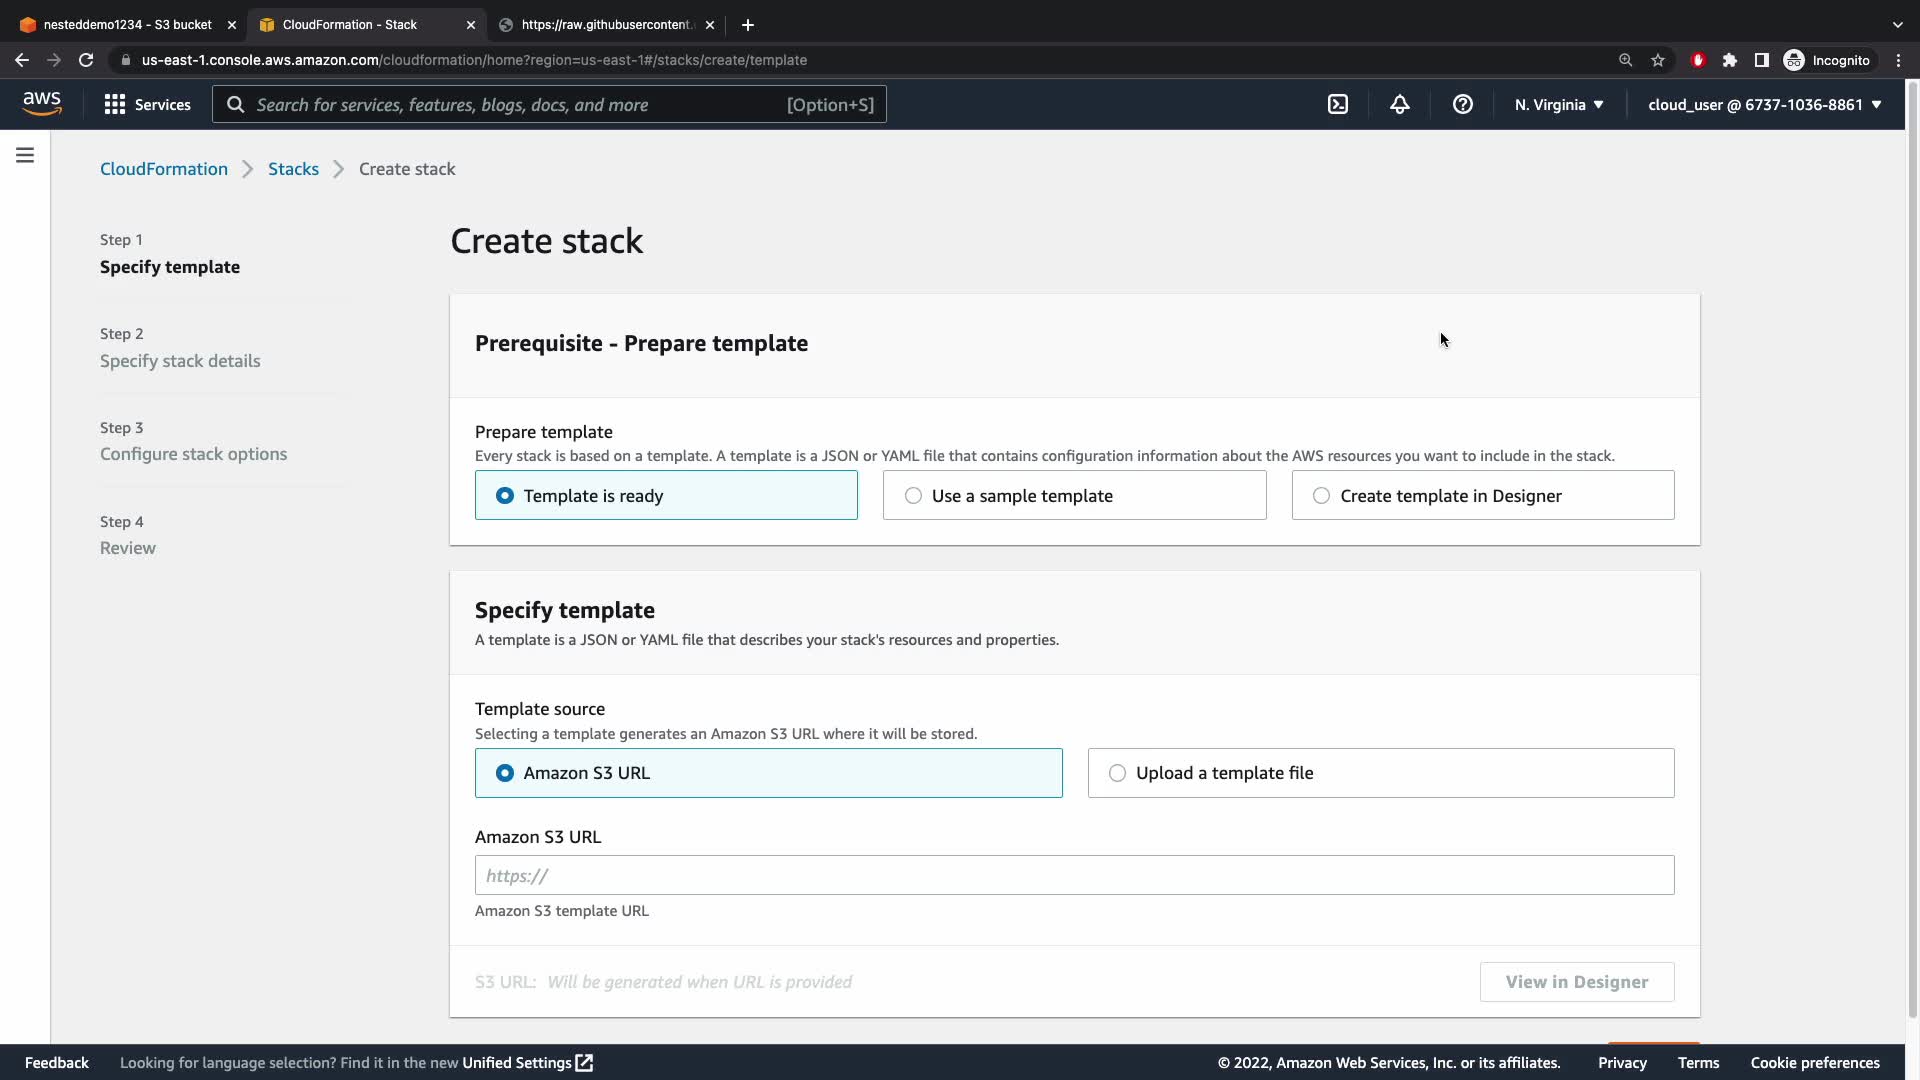 nesteddemo1234 - S3 bucket
CloudFormation - Stack
https://raw.githubusercontent.
us-east-1.console.aws.amazon.com/cloudformation/home?region=us-east-1#/stacks/create/template
Incognito
aws
Services
Search for services, features, blogs, docs, and more
[Option+S]
N. Virginia
cloud_user @ 6737-1036-8861
CloudFormation
Stacks
Create stack
Step 1
Specify template
Step 2
Specify stack details
Step 3
Configure stack options
Step 4
Review
Create stack
Prerequisite - Prepare template
Prepare template
Every stack is based on a template. A template is a JSON or YAML file that contains configuration information about the AWS resources you want to include in the stack.
Template is ready
Use a sample template
Create template in Designer
Specify template
A template is a JSON or YAML file that describes your stack's resources and properties.
Template source
Selecting a template generates an Amazon S3 URL where it will be stored.
Amazon S3 URL
Upload a template file
Amazon S3 URL
https://
Amazon S3 template URL
S3 URL: Will be generated when URL is provided
View in Designer
Feedback
Looking for language selection? Find it in the new Unified Settings
© 2022, Amazon Web Services, Inc. or its affiliates.
Privacy
Terms
Cookie preferences